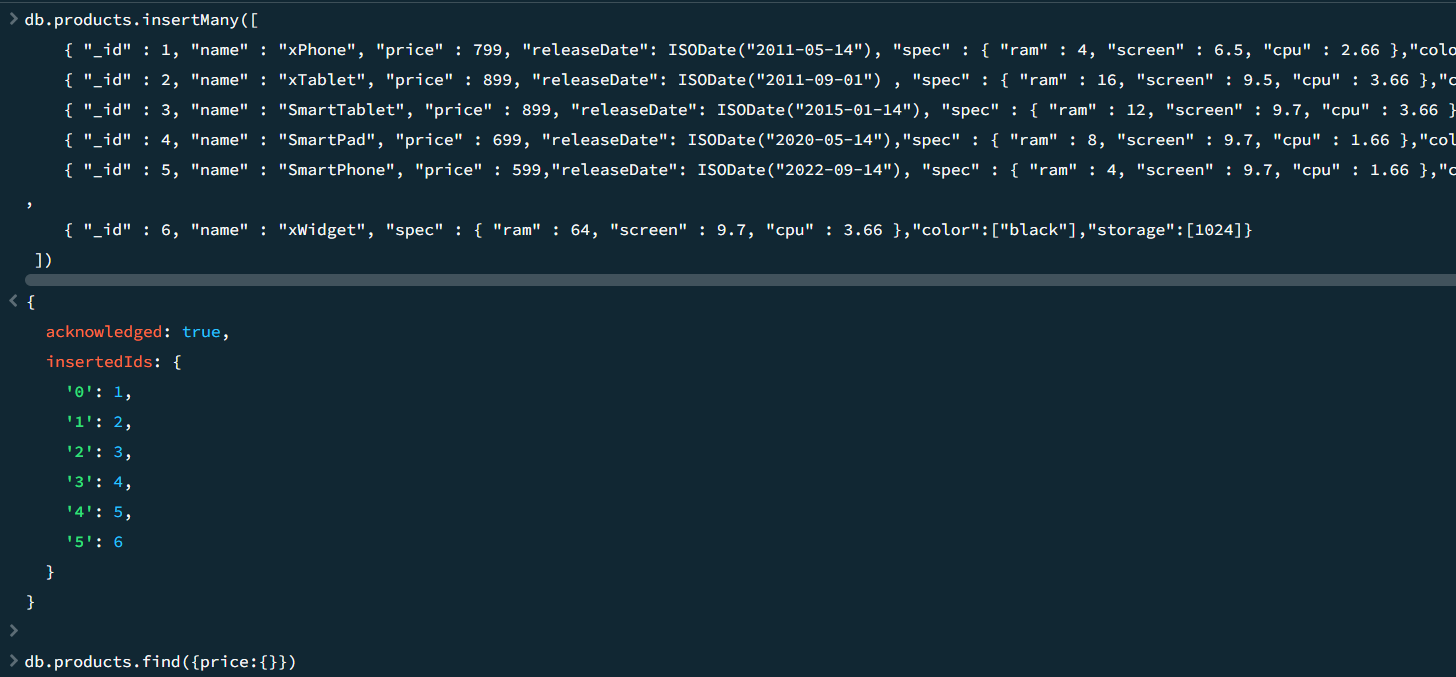 db.products.insertMany([
{ "_id" : 1, "name" : "xPhone", "price" : 799, "releaseDate": ISODate("2011-05-14"), "spec" : { "ram" : 4, "screen" : 6.5, "cpu" : 2.66 },"colo
{ "_id" : 2, "name" : "xTablet", "price" : 899, "releaseDate": ISODate("2011-09-01") , "spec" : { "ram" : 16, "screen" : 9.5, "cpu" : 3.66 },"c
{ "_id" : 3, "name" : "SmartTablet", "price" : 899, "releaseDate": ISODate("2015-01-14"), "spec" : { "ram" : 12, "screen" : 9.7, "cpu" : 3.66 }
{ "_id" : 4, "name" : "SmartPad", "price" : 699, "releaseDate": ISODate("2020-05-14"),"spec" : { "ram" : 8, "screen" : 9.7, "cpu" : 1.66 },"col
{ "_id" : 5, "name" : "SmartPhone", "price" : 599,"releaseDate": ISODate("2022-09-14"), "spec" : { "ram" : 4, "screen" : 9.7, "cpu" : 1.66 },"c
,
{ "_id" : 6, "name" : "xWidget", "spec" : { "ram" : 64, "screen" : 9.7, "cpu" : 3.66 },"color":["black"],"storage":[1024]}
])
{
acknowledged: true,
insertedIds: {
'0': 1,
'1': 2,
'2': 3,
'3': 4,
'4': 5,
'5': 6
}
}
db.products.find({price:{}})